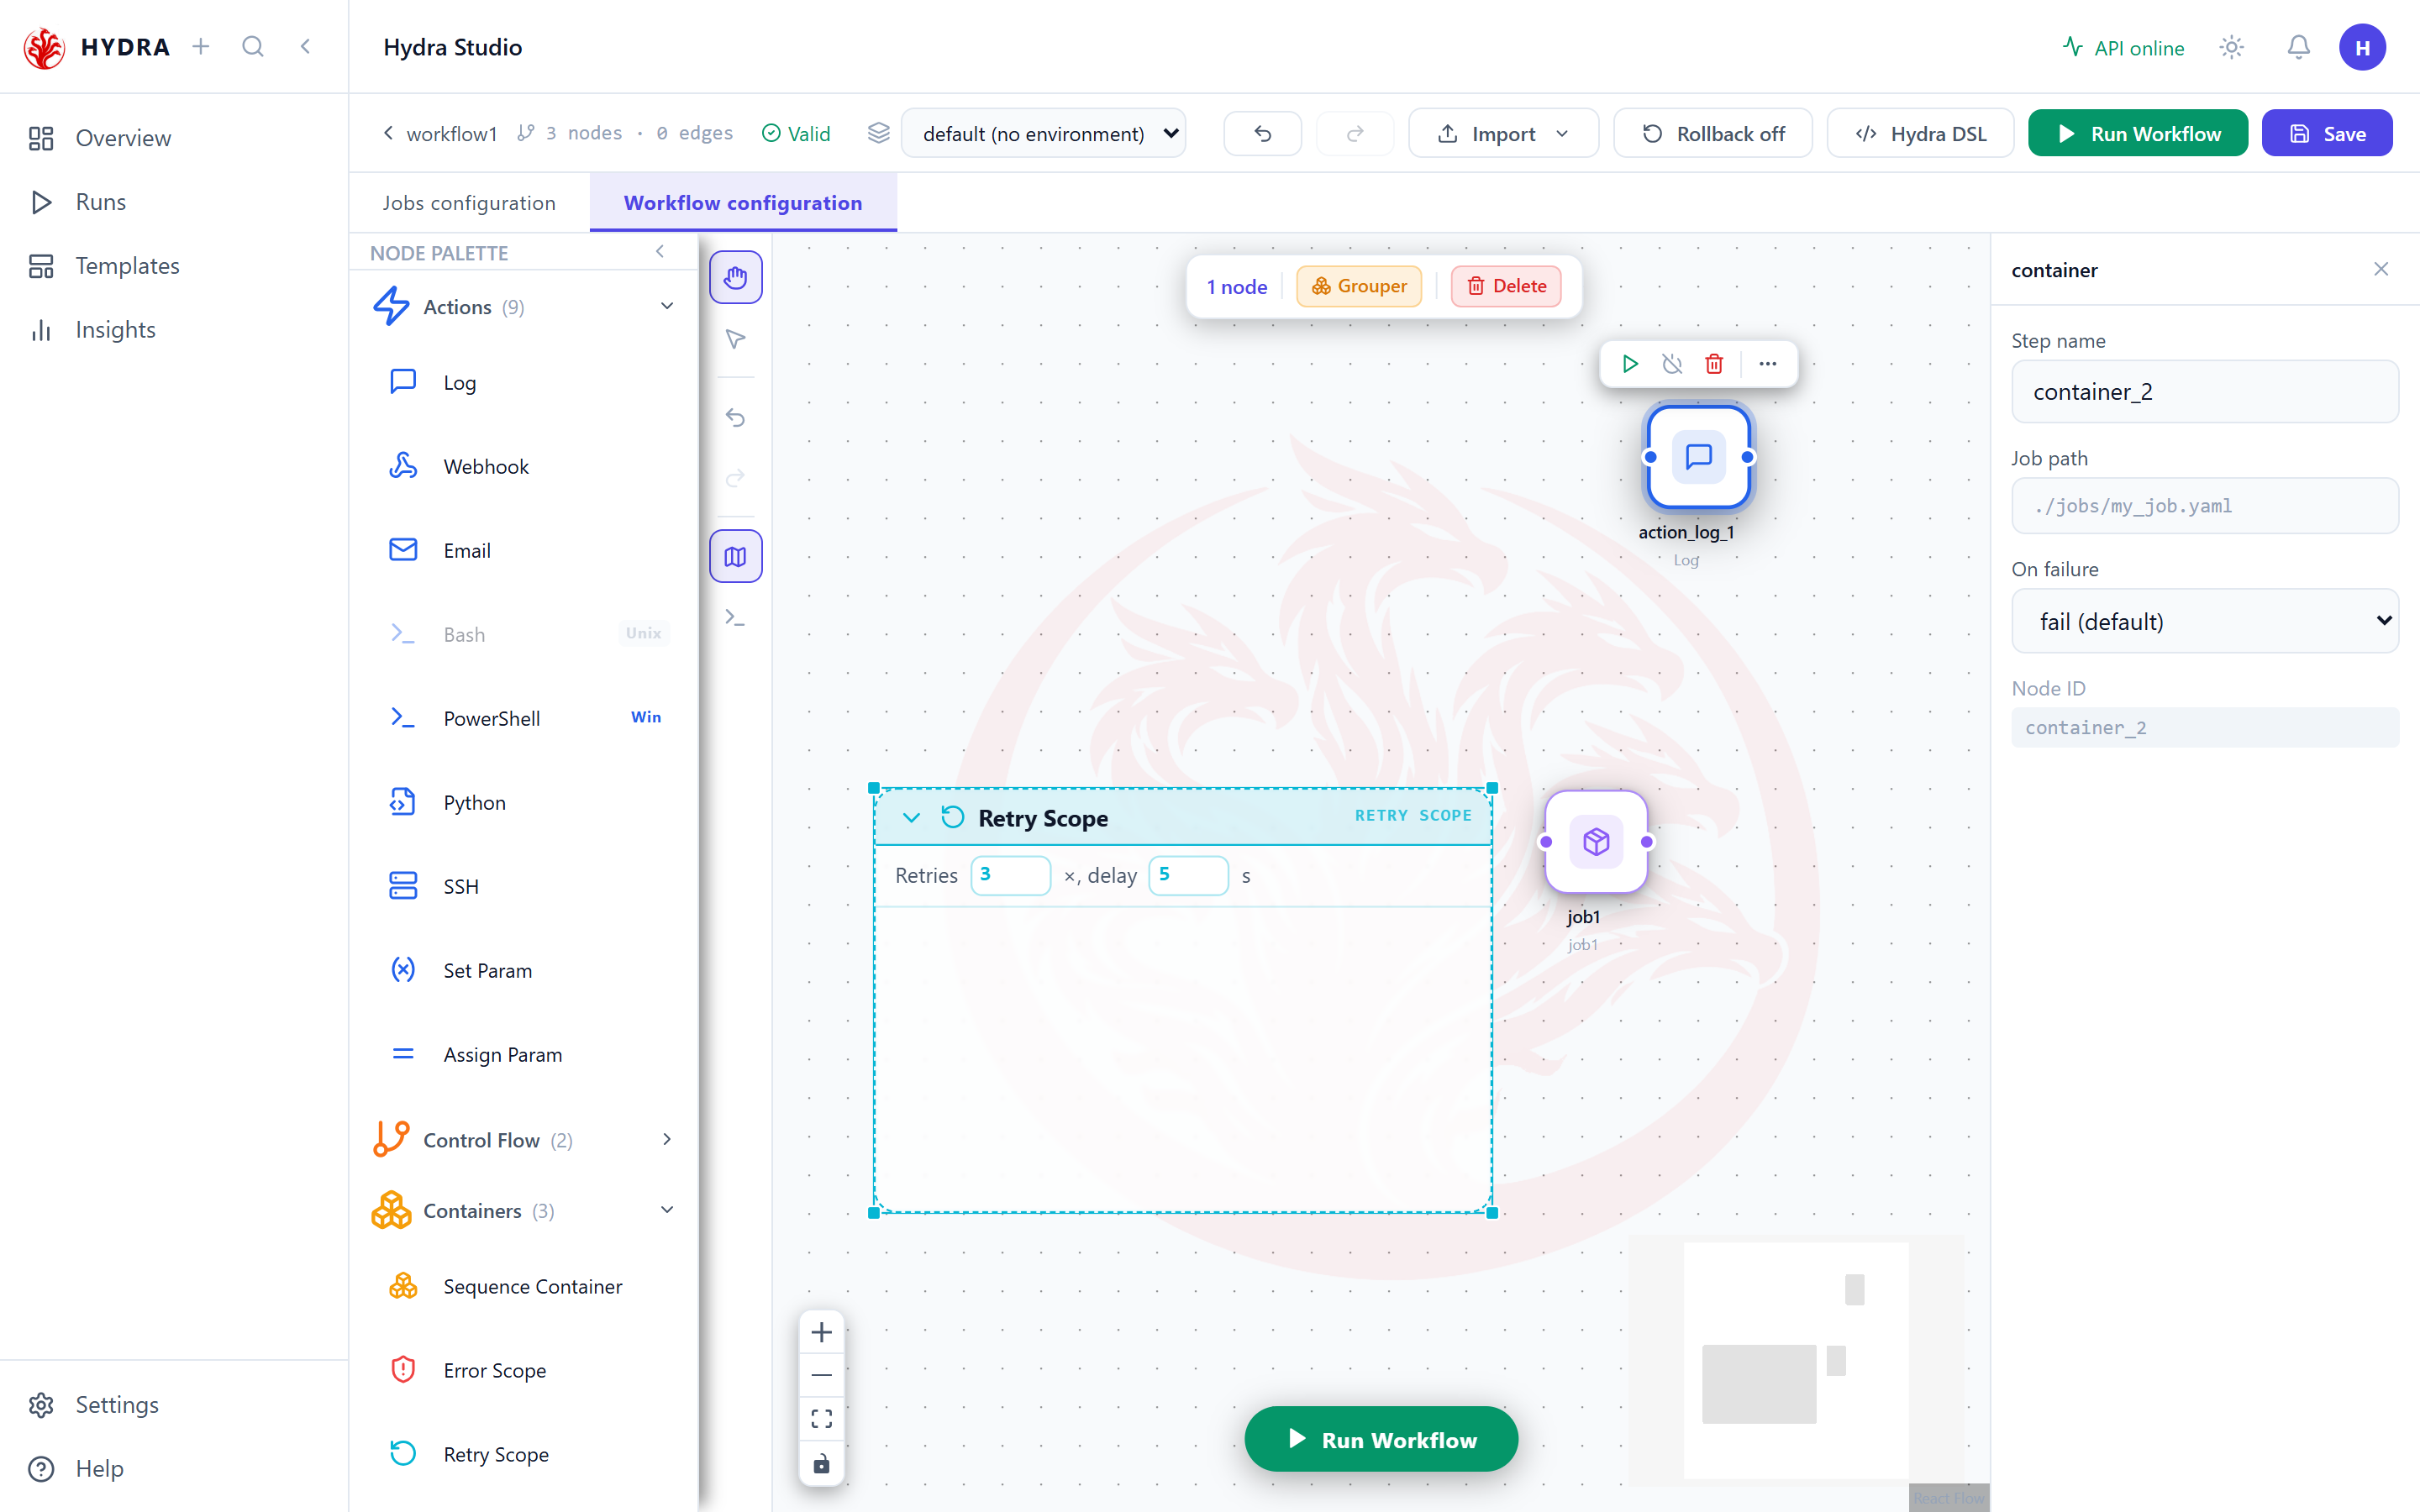 HYDRA
Hydra Studio
API online
H
Overview
Runs
Templates
Insights
Settings
Help
workflow1
3 nodes · 0 edges
Valid
default (no environment)
Import
Rollback off
Hydra DSL
Run Workflow
Save
Jobs configuration
Workflow configuration
NODE PALETTE
Actions (9)
Log
Webhook
Email
Bash Unix
PowerShell Win
Python
SSH
Set Param
Assign Param
Control Flow (2)
Containers (3)
Sequence Container
Error Scope
Retry Scope
1 node
Grouper
Delete
action_log_1
Log
Retry Scope
RETRY SCOPE
Retries 3 ×, delay 5 s
job1
job1
Run Workflow
React Flow
container
Step name
container_2
Job path
./jobs/my_job.yaml
On failure
fail (default)
Node ID
container_2